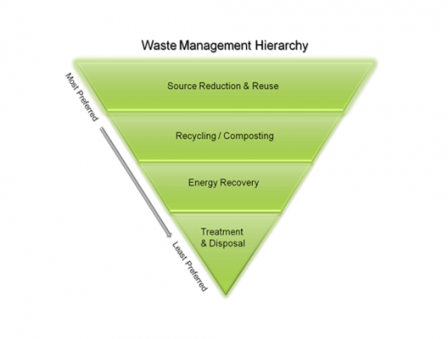 Waste Management Hierarchy
Most Preferred
Source Reduction & Reuse
Recycling / Composting
Energy Recovery
Treatment
& Disposal
Least Preferred